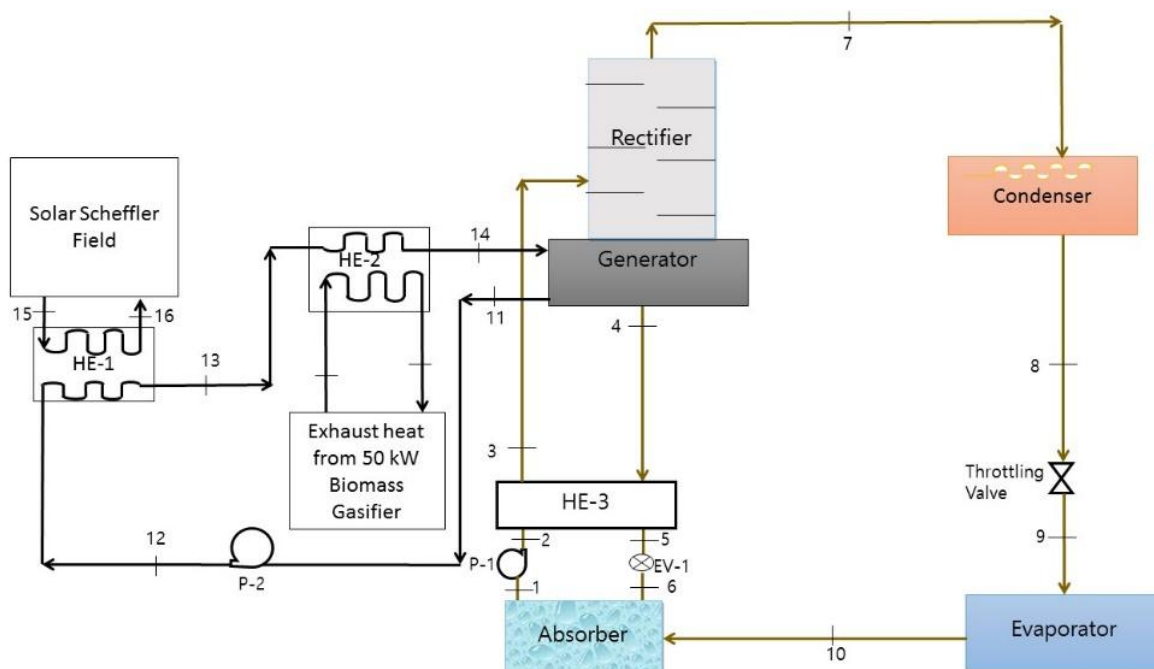 7
Rectifier
Condenser
Solar Scheffler
Field
14
HE-2
Generator
15
16
11
4
HE-1
13
8
Exhaust heat
from 50 kW
Biomass
Gasifier
3
Throttling
Valve
HE-3
12
2
5
9
P-1
EV-1
P-2
1
6
Absorber
10
Evaporator